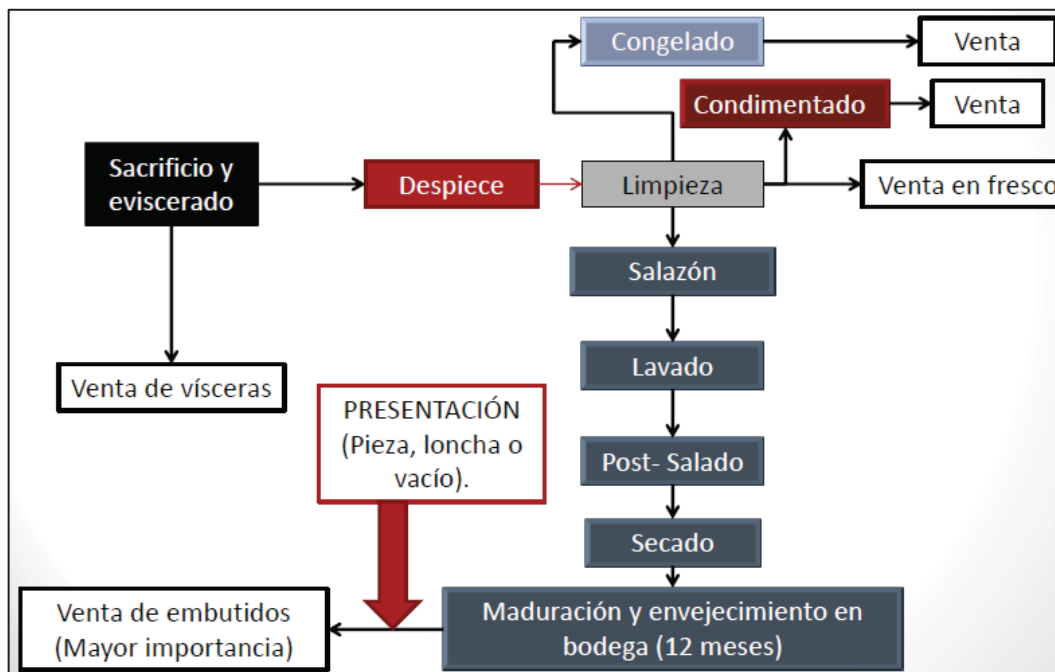 Congelado
Venta
Condimentado
Venta
Sacrificio y
eviscerado
Despiece
Limpieza
Venta en fresco
Salazón
Lavado
Venta de vísceras
PRESENTACIÓN
(Pieza, loncha o
vacío).
Post- Salado
Secado
Venta de embutidos
(Mayor importancia)
Maduración y envejecimiento en
bodega (12 meses)